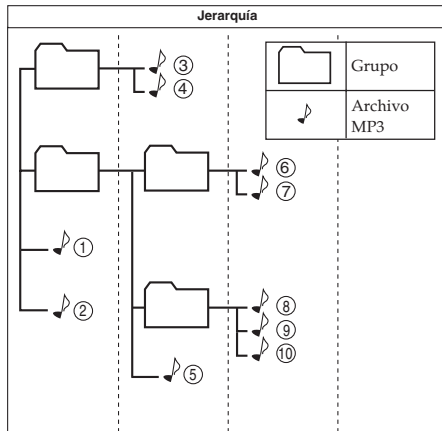 Jerarquía
Grupo
Archivo
MP3
③
④
⑥
⑦
①
②
⑧
⑨
⑩
⑤